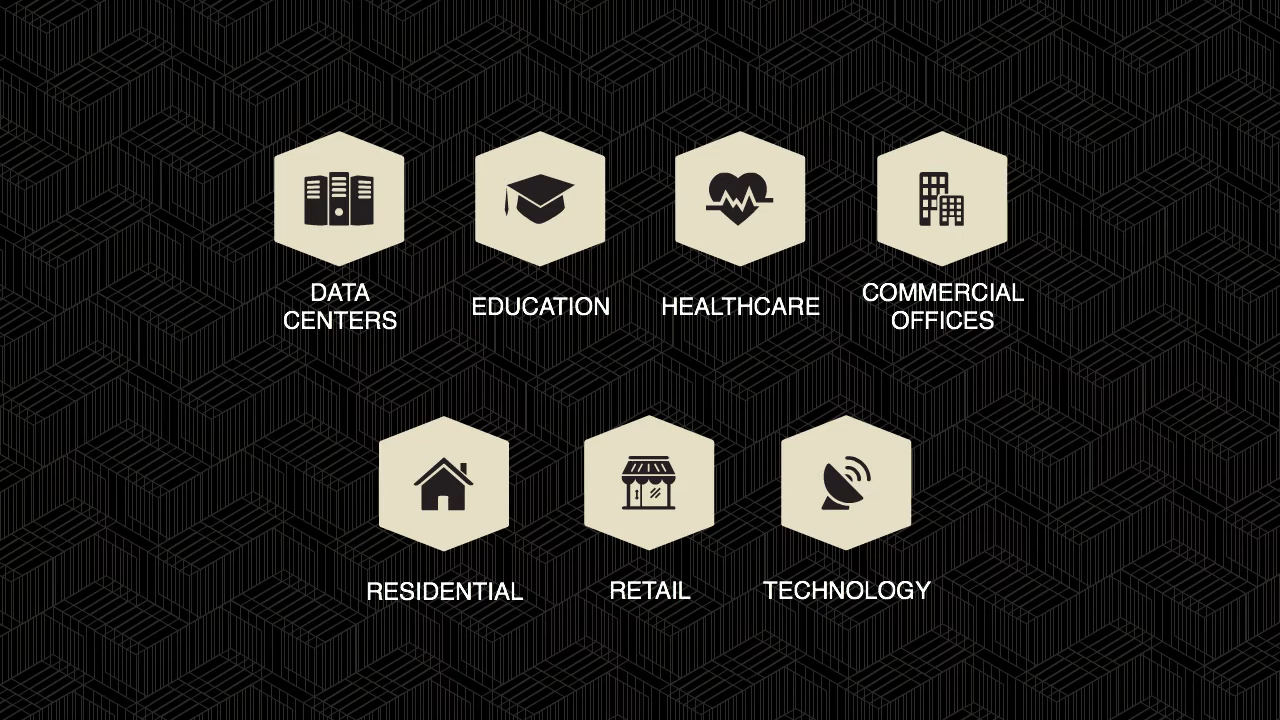 DATA
CENTERS
EDUCATION
HEALTHCARE
COMMERCIAL
OFFICES
RESIDENTIAL
RETAIL
TECHNOLOGY